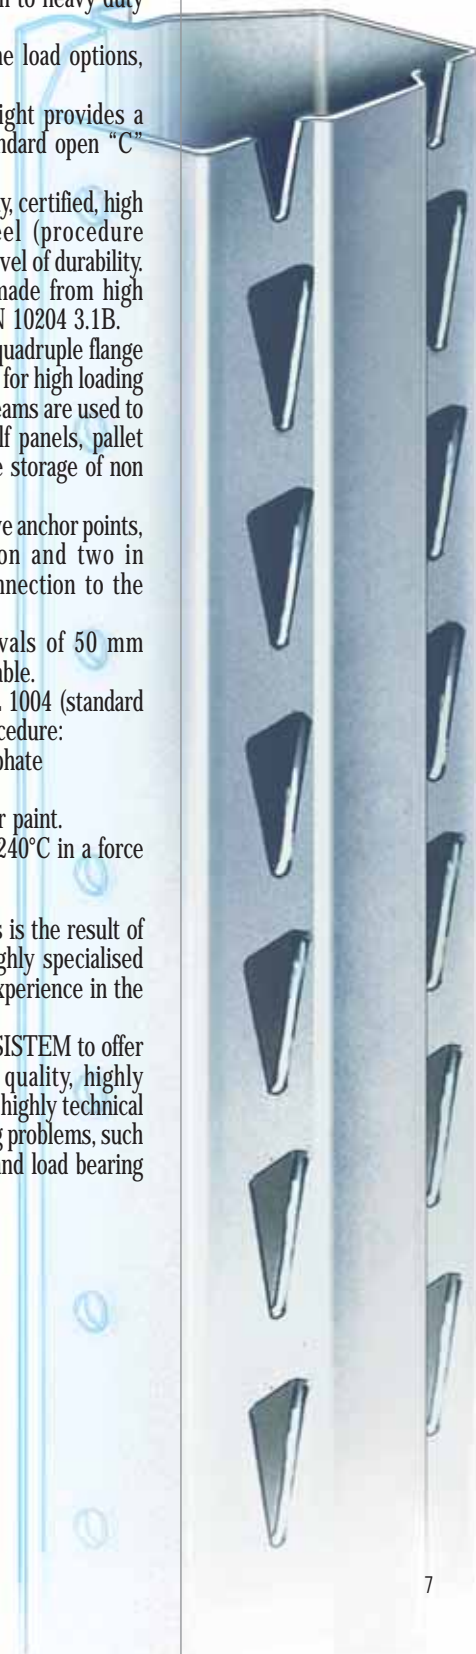 to heavy duty
load options,
ight provides a
ndard open “C”
y, certified, high
eel (procedure
vel of durability.
made from high
N 10204 3.1B.
quadruple flange
for high loading
eams are used to
lf panels, pallet
e storage of non
ve anchor points,
on and two in
nnection to the
vals of 50 mm
able.
1004 (standard
cedure:
phate
r paint.
240°C in a force
s is the result of
ghly specialised
xperience in the
SISTEM to offer
quality, highly
highly technical
g problems, such
and load bearing
7